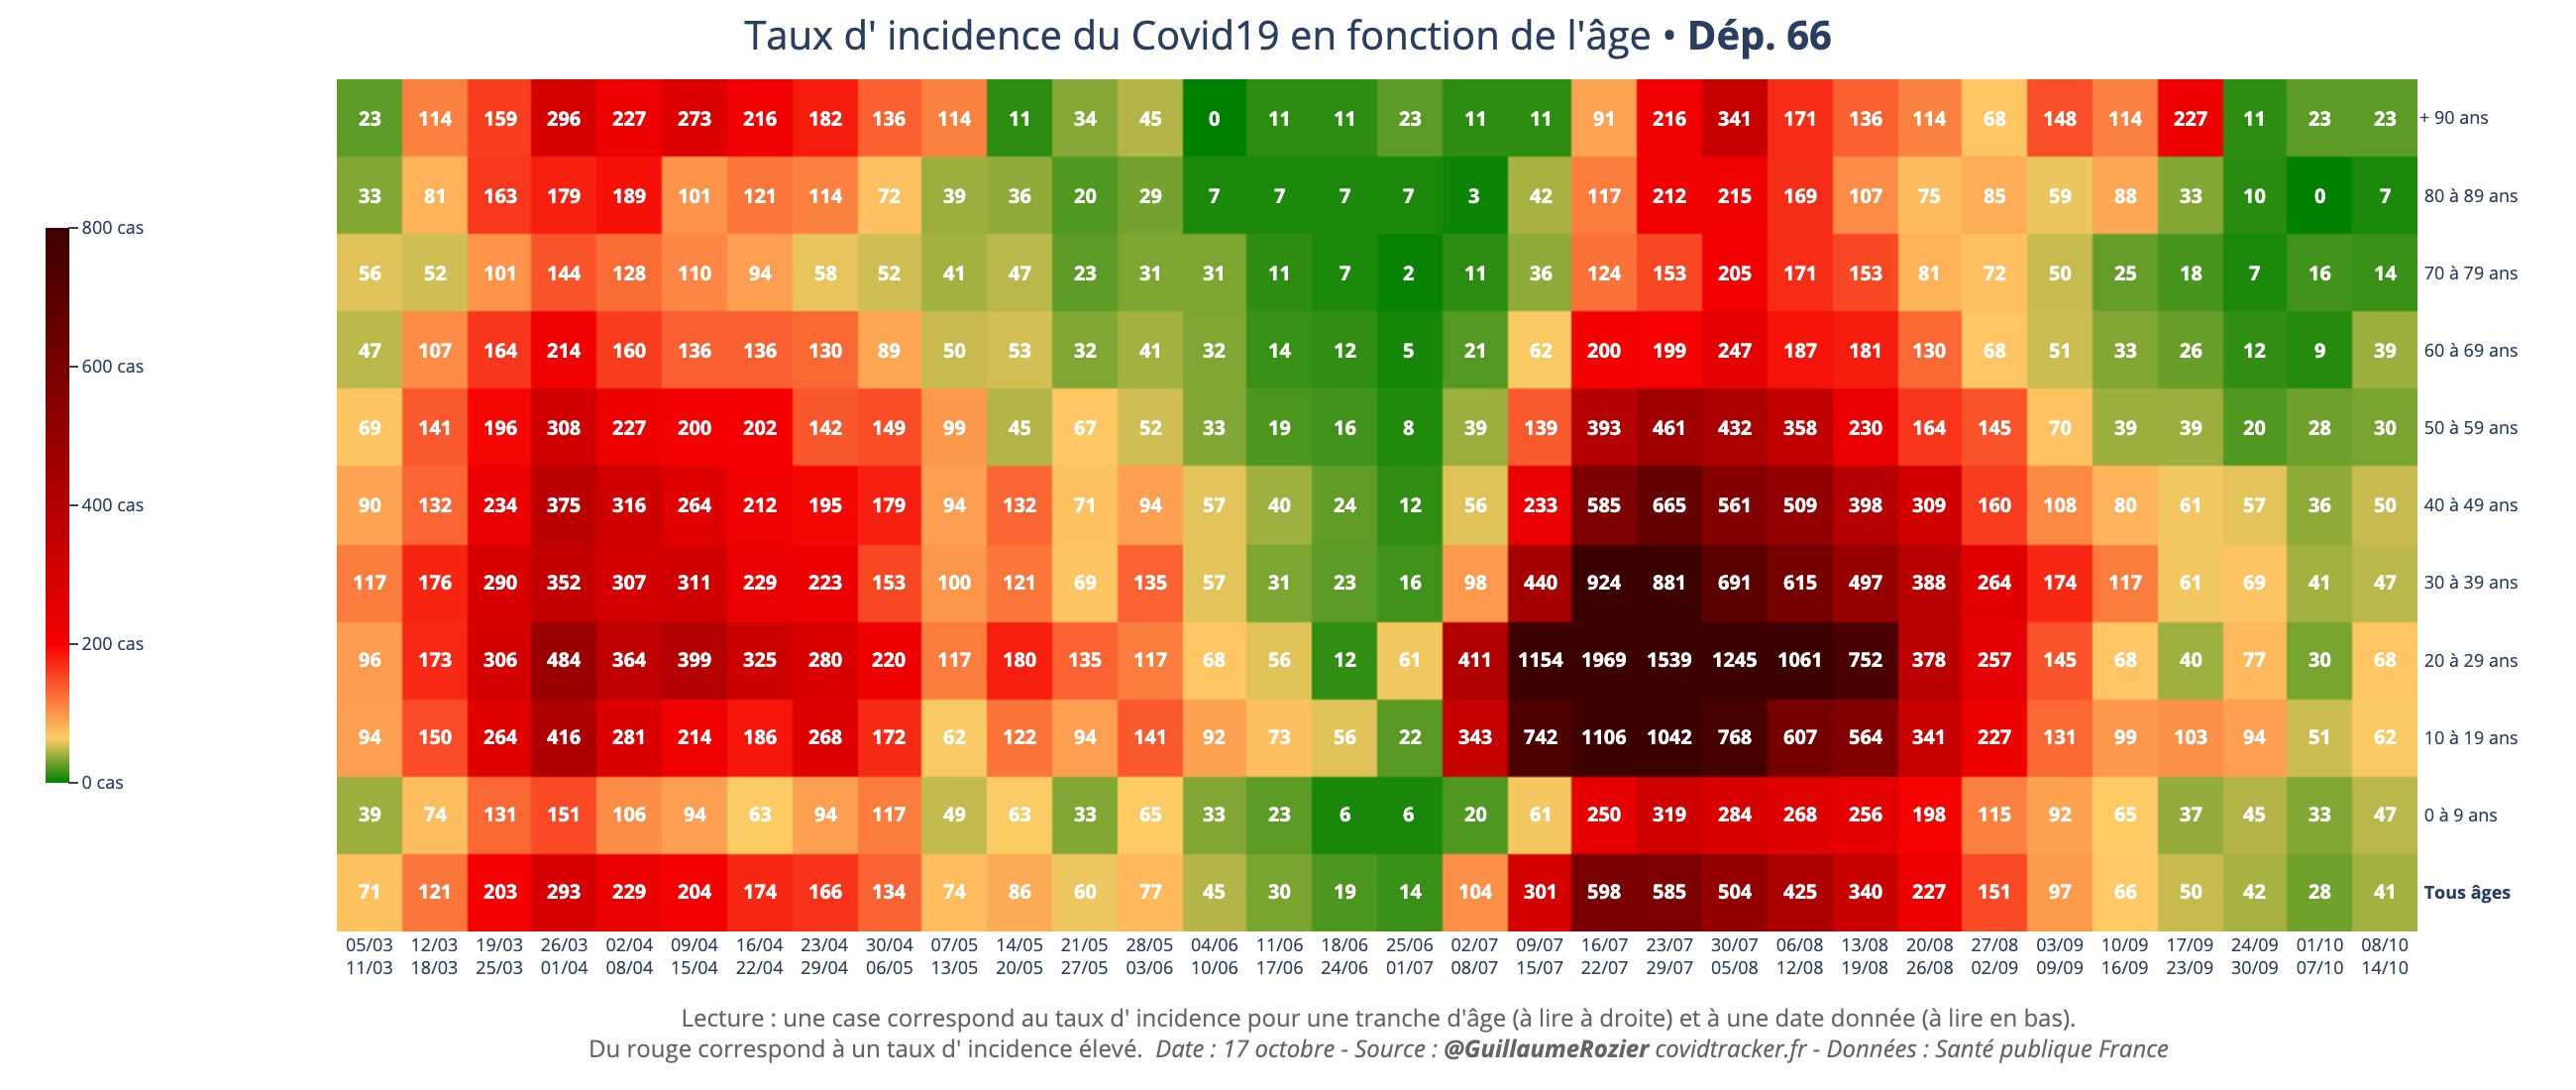 Taux d' incidence du Covid19 en fonction de l'âge • Dép. 66
23 114 159 296 227 273 216 182 136 114 11 34 45 0 11 11 23 11 11 91 216 341 171 136 114 68 148 114 227 11 23 23 + 90 ans
33 81 163 179 189 101 121 114 72 39 36 20 29 7 7 7 7 3 42 117 212 215 169 107 75 85 59 88 33 10 0 7 80 à 89 ans
800 cas
56 52 101 144 128 110 94 58 52 41 47 23 31 31 11 7 2 11 36 124 153 205 171 153 81 72 50 25 18 7 16 14 70 à 79 ans
47 107 164 214 160 136 136 130 89 50 53 32 41 32 14 12 5 21 62 200 199 247 187 181 130 68 51 33 26 12 9 39 60 à 69 ans
600 cas
69 141 196 308 227 200 202 142 149 99 45 67 52 33 19 16 8 39 139 393 461 432 358 230 164 145 70 39 39 20 28 30 50 à 59 ans
400 cas
90 132 234 375 316 264 212 195 179 94 132 71 94 57 40 24 12 56 233 585 665 561 509 398 309 160 108 80 61 57 36 50 40 à 49 ans
117 176 290 352 307 311 229 223 153 100 121 69 135 57 31 23 16 98 440 924 881 691 615 497 388 264 174 117 61 69 41 47 30 à 39 ans
200 cas
96 173 306 484 364 399 325 280 220 117 180 135 117 68 56 12 61 411 1154 1969 1539 1245 1061 752 378 257 145 68 40 77 30 68 20 à 29 ans
94 150 264 416 281 214 186 268 172 62 122 94 141 92 73 56 22 343 742 1106 1042 768 607 564 341 227 131 99 103 94 51 62 10 à 19 ans
0 cas
39 74 131 151 106 94 63 94 117 49 63 33 65 33 23 6 6 20 61 250 319 284 268 256 198 115 92 65 37 45 33 47 0 à 9 ans
71 121 203 293 229 204 174 166 134 74 86 60 77 45 30 19 14 104 301 598 585 504 425 340 227 151 97 66 50 42 28 41 Tous âges
05/03 12/03 19/03 26/03 02/04 09/04 16/04 23/04 30/04 07/05 14/05 21/05 28/05 04/06 11/06 18/06 25/06 02/07 09/07 16/07 23/07 30/07 06/08 13/08 20/08 27/08 03/09 10/09 17/09 24/09 01/10 08/10
11/03 18/03 25/03 01/04 08/04 15/04 22/04 29/04 06/05 13/05 20/05 27/05 03/06 10/06 17/06 24/06 01/07 08/07 15/07 22/07 29/07 05/08 12/08 19/08 26/08 02/09 09/09 16/09 23/09 30/09 07/10 14/10
Lecture : une case correspond au taux d' incidence pour une tranche d'âge (à lire à droite) et à une date donnée (à lire en bas).
Du rouge correspond à un taux d' incidence élevé. Date : 17 octobre - Source : @GuillaumeRozier covidtracker.fr - Données : Santé publique France